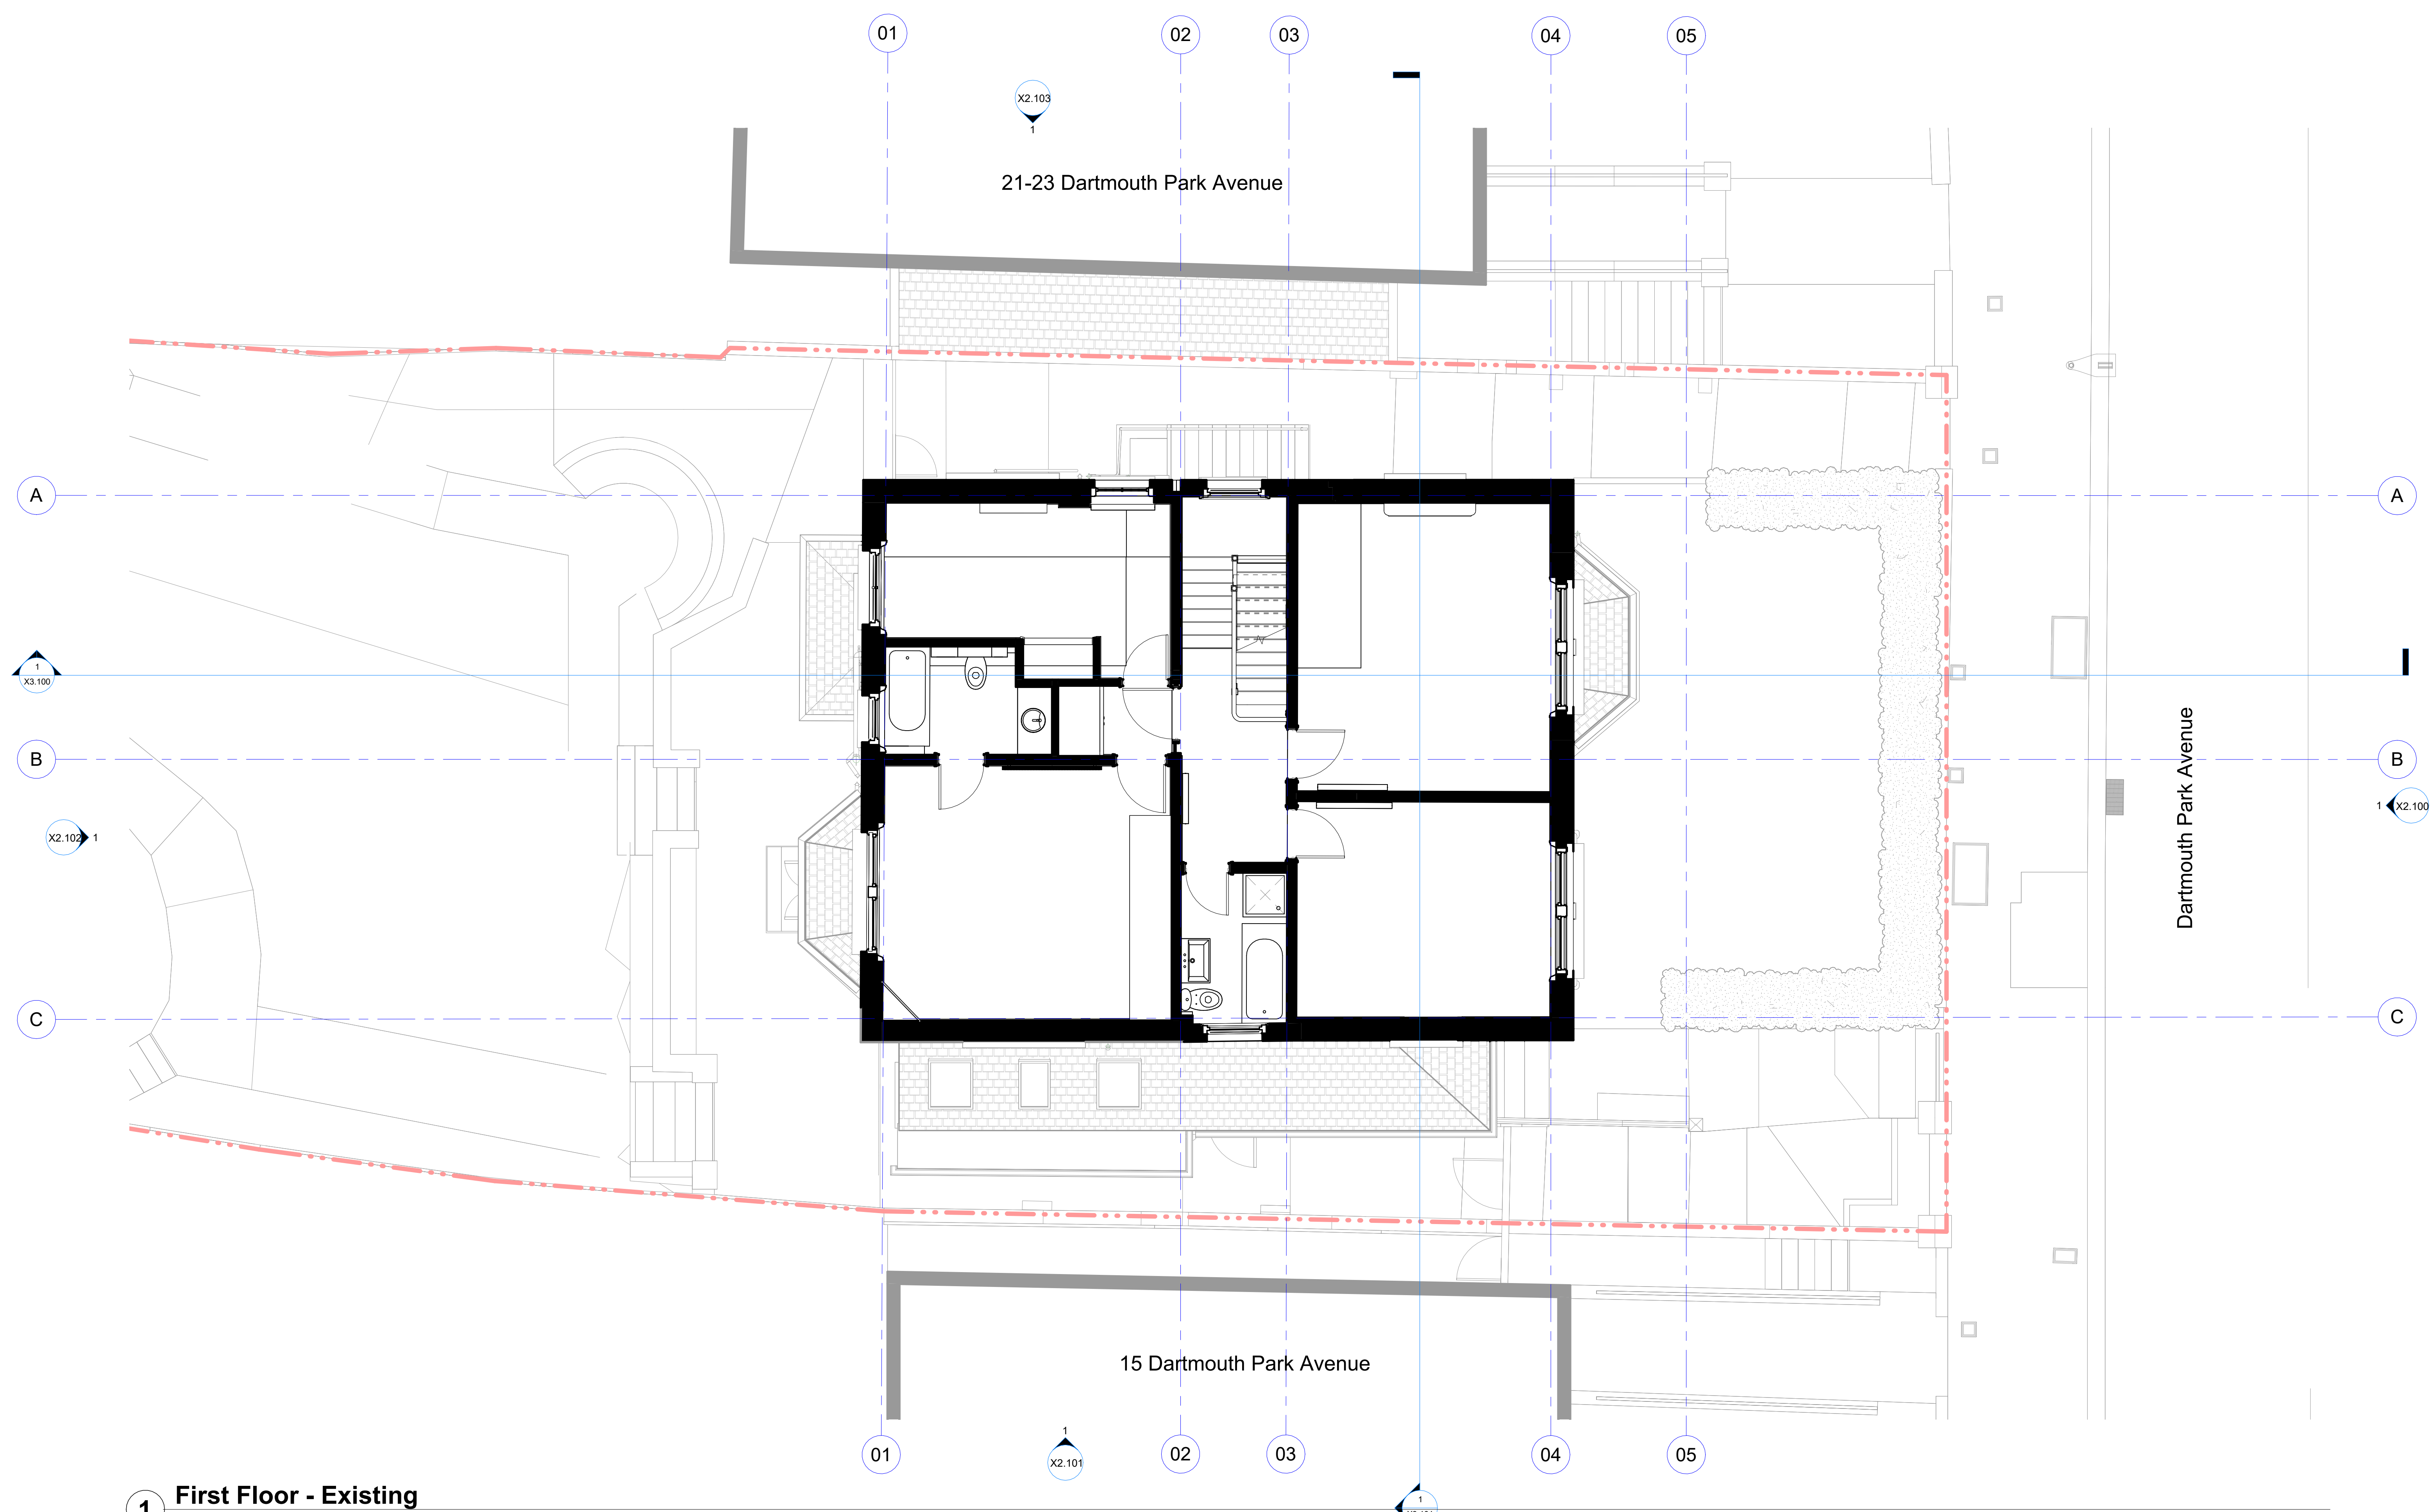 01
02
03
04
05
X2.103
1
21-23 Dartmouth Park Avenue
A
A
1
X3.100
B
B
X2.102
1
1
X2.100
Dartmouth Park Avenue
C
C
15 Dartmouth Park Avenue
1
X2.101
01
02
03
04
05
1
First Floor - Existing
1